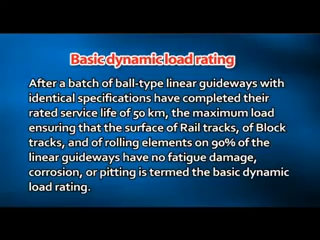 Basic dynamic load rating
After a batch of ball-type linear guideways with
identical specifications have completed their
rated service life of 50 km, the maximum load
ensuring that the surface of Rail tracks, of Block
tracks, and of rolling elements on 90% of the
linear guideways have no fatigue damage,
corrosion, or pitting is termed the basic dynamic
load rating.